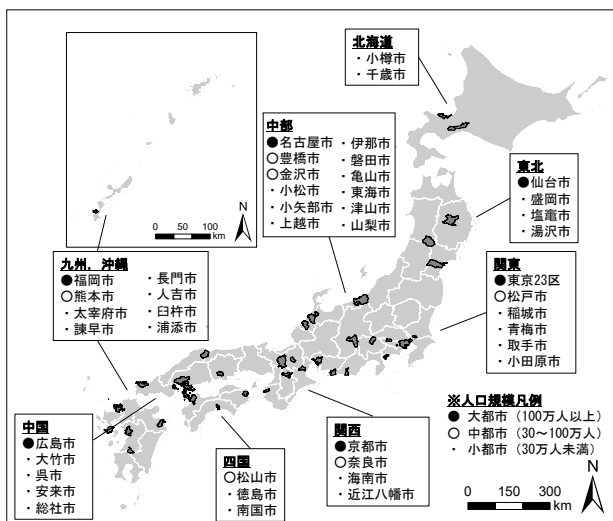 北海道
・小樽市
・千歳市
中部
●名古屋市
○豊橋市
○金沢市
・小松市
・小矢部市
・上越市
・伊那市
・磐田市
・亀山市
・東海市
・津山市
・山梨市
東北
●仙台市
・盛岡市
・塩竈市
・湯沢市
N
0 50 100
km
九州，沖縄
●福岡市
○熊本市
・太宰府市
・諫早市
・長門市
・人吉市
・臼杵市
・浦添市
関東
●東京23区
○松戸市
・稲城市
・青梅市
・取手市
・小田原市
中国
●広島市
・大竹市
・呉市
・安来市
・総社市
四国
○松山市
・徳島市
・南国市
関西
●京都市
○奈良市
・海南市
・近江八幡市
※人口規模凡例
● 大都市（100万人以上）
○ 中都市（30～100万人）
・ 小都市（30万人未満）
N
0 100 200 300
km